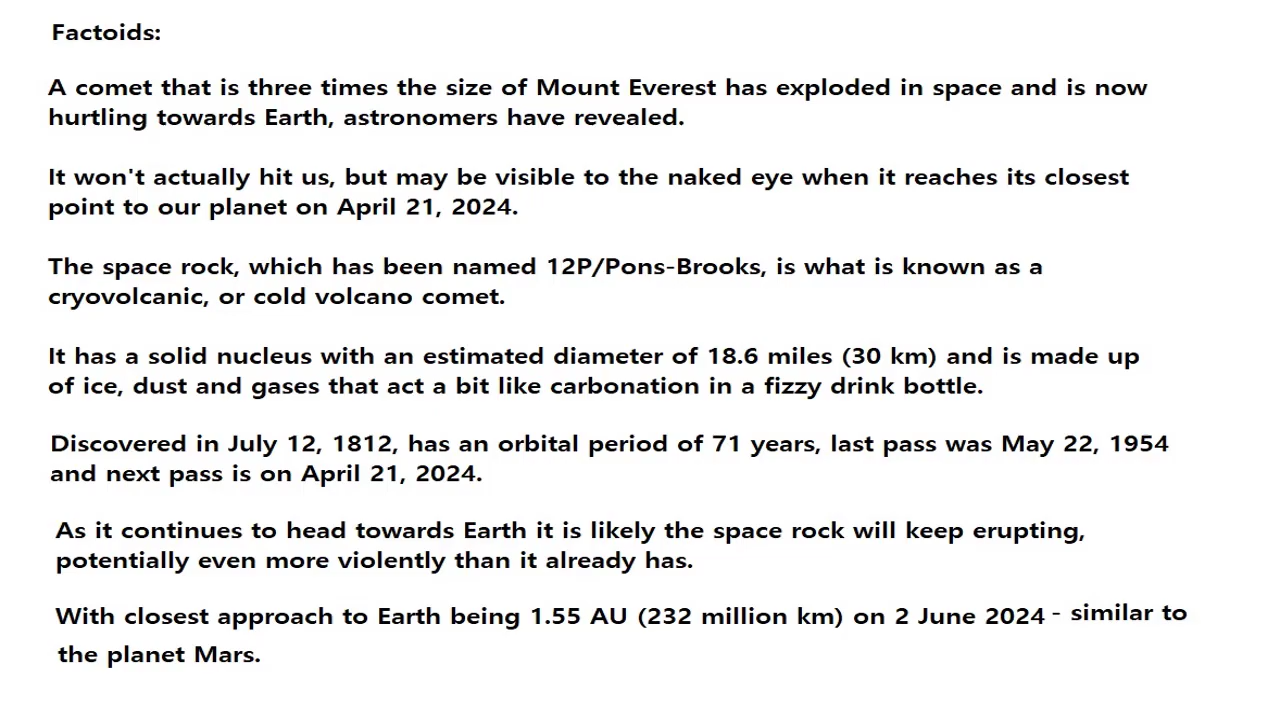 Factoids:
A comet that is three times the size of Mount Everest has exploded in space and is now
hurtling towards Earth, astronomers have revealed.
It won't actually hit us, but may be visible to the naked eye when it reaches its closest
point to our planet on April 21, 2024.
The space rock, which has been named 12P/Pons-Brooks, is what is known as a
cryovolcanic, or cold volcano comet.
It has a solid nucleus with an estimated diameter of 18.6 miles (30 km) and is made up
of ice, dust and gases that act a bit like carbonation in a fizzy drink bottle.
Discovered in July 12, 1812, has an orbital period of 71 years, last pass was May 22, 1954
and next pass is on April 21, 2024.
As it continues to head towards Earth it is likely the space rock will keep erupting,
potentially even more violently than it already has.
With closest approach to Earth being 1.55 AU (232 million km) on 2 June 2024 - similar to
the planet Mars.